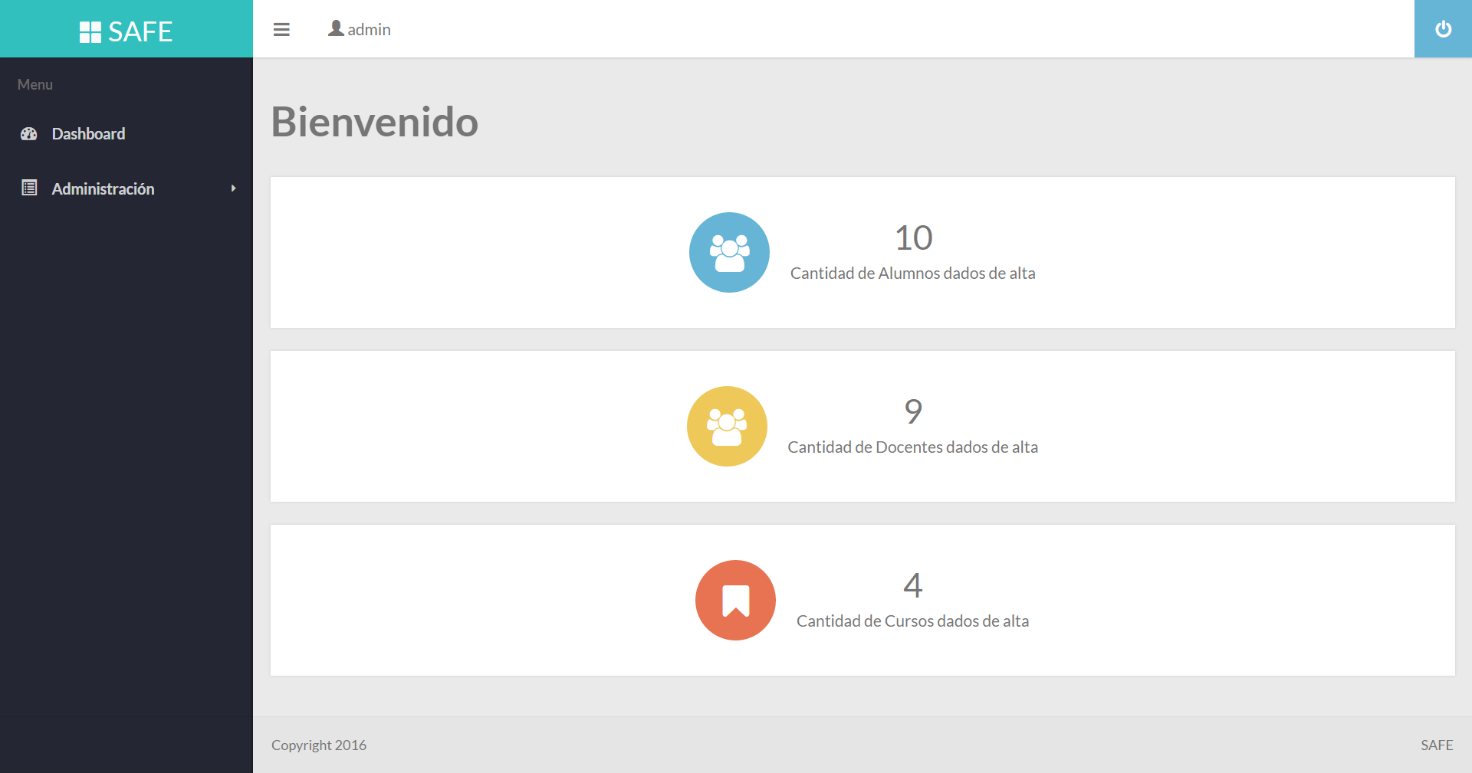 SAFE
admin
Menu
Dashboard
Administración
Bienvenido
10
Cantidad de Alumnos dados de alta
9
Cantidad de Docentes dados de alta
4
Cantidad de Cursos dados de alta
Copyright 2016
SAFE